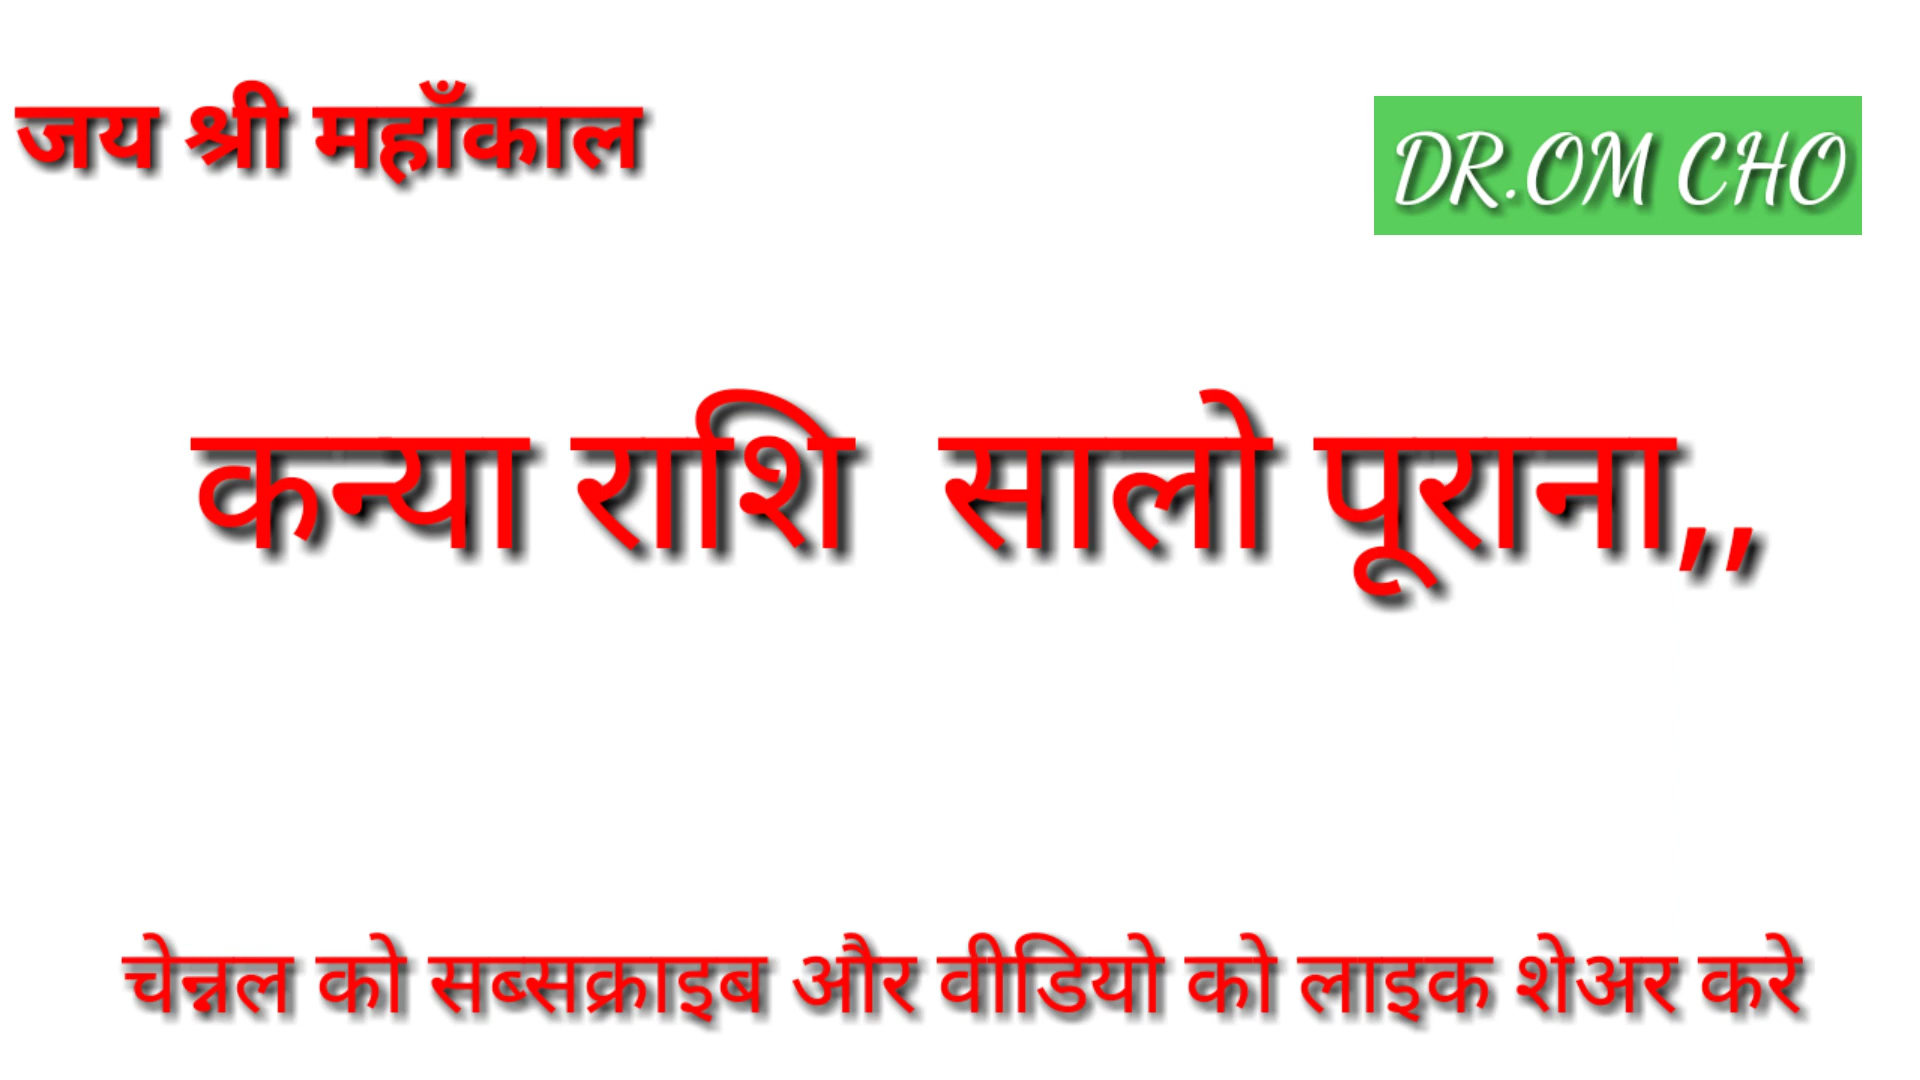 जय श्री महाँकाल
DR.OM CHO
कन्या राशि सालो पूराना,,
चेन्नल को सब्सक्राइब और वीडियो को लाइक शेअर करे